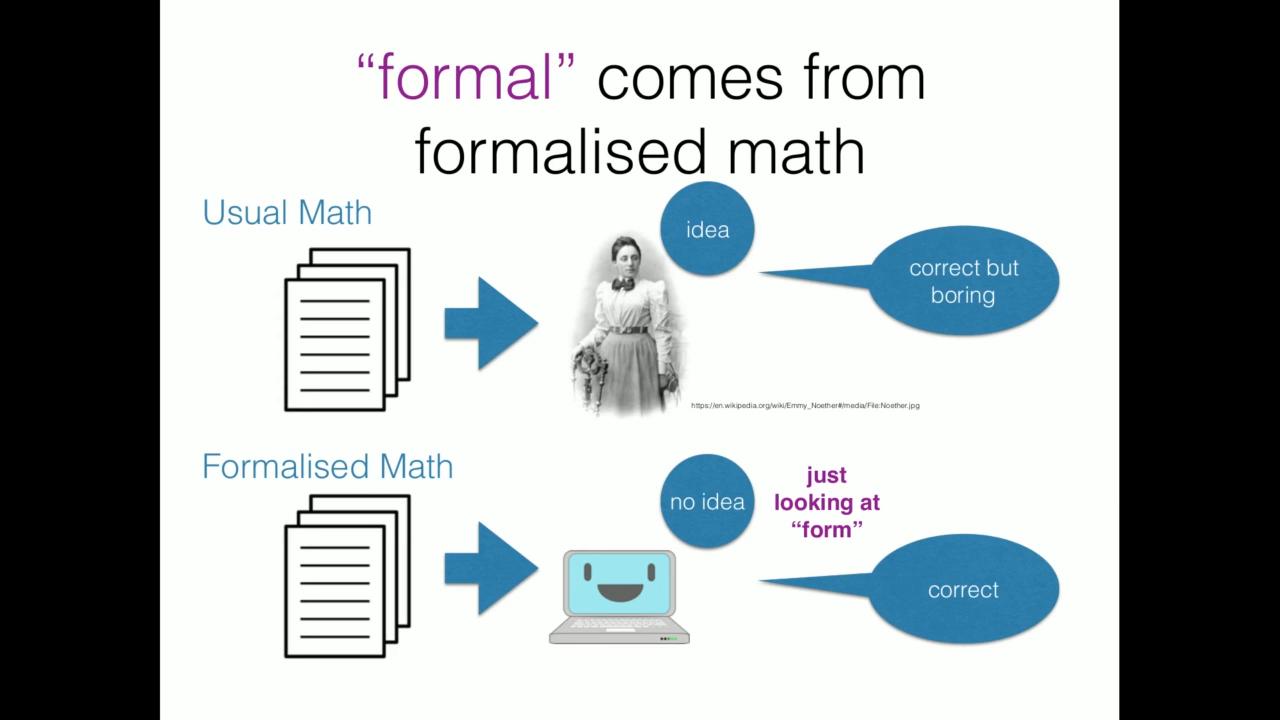 “formal” comes from
formalised math
Usual Math
idea
correct but
boring
https://en.wikipedia.org/wiki/Emmy_Noether#/media/File:Noether.jpg
Formalised Math
no idea
just
looking at
“form”
correct